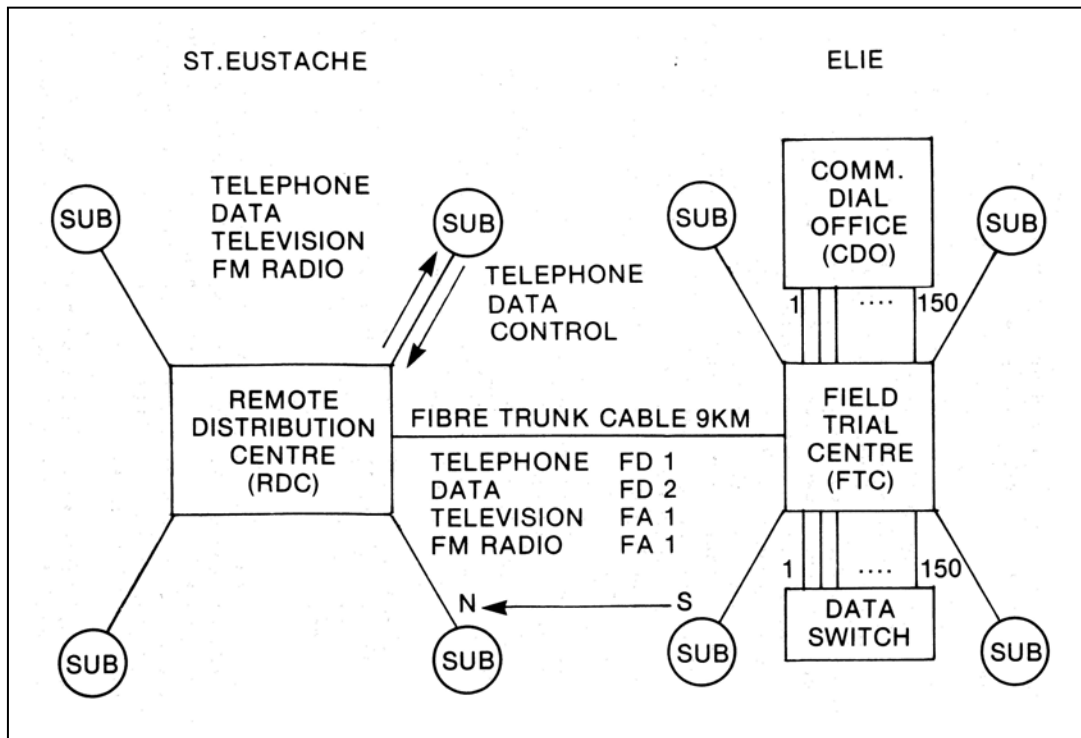 ST.EUSTACHE
ELIE
TELEPHONE
DATA
TELEVISION
FM RADIO
SUB
SUB
TELEPHONE
DATA
CONTROL
SUB
COMM.
DIAL
OFFICE
(CDO)
SUB
1 .... 150
REMOTE
DISTRIBUTION
CENTRE
(RDC)
FIBRE TRUNK CABLE 9KM
TELEPHONE FD 1
DATA FD 2
TELEVISION FA 1
FM RADIO FA 1
FIELD
TRIAL
CENTRE
(FTC)
1 .... 150
N S
SUB
SUB
SUB
DATA
SWITCH
SUB